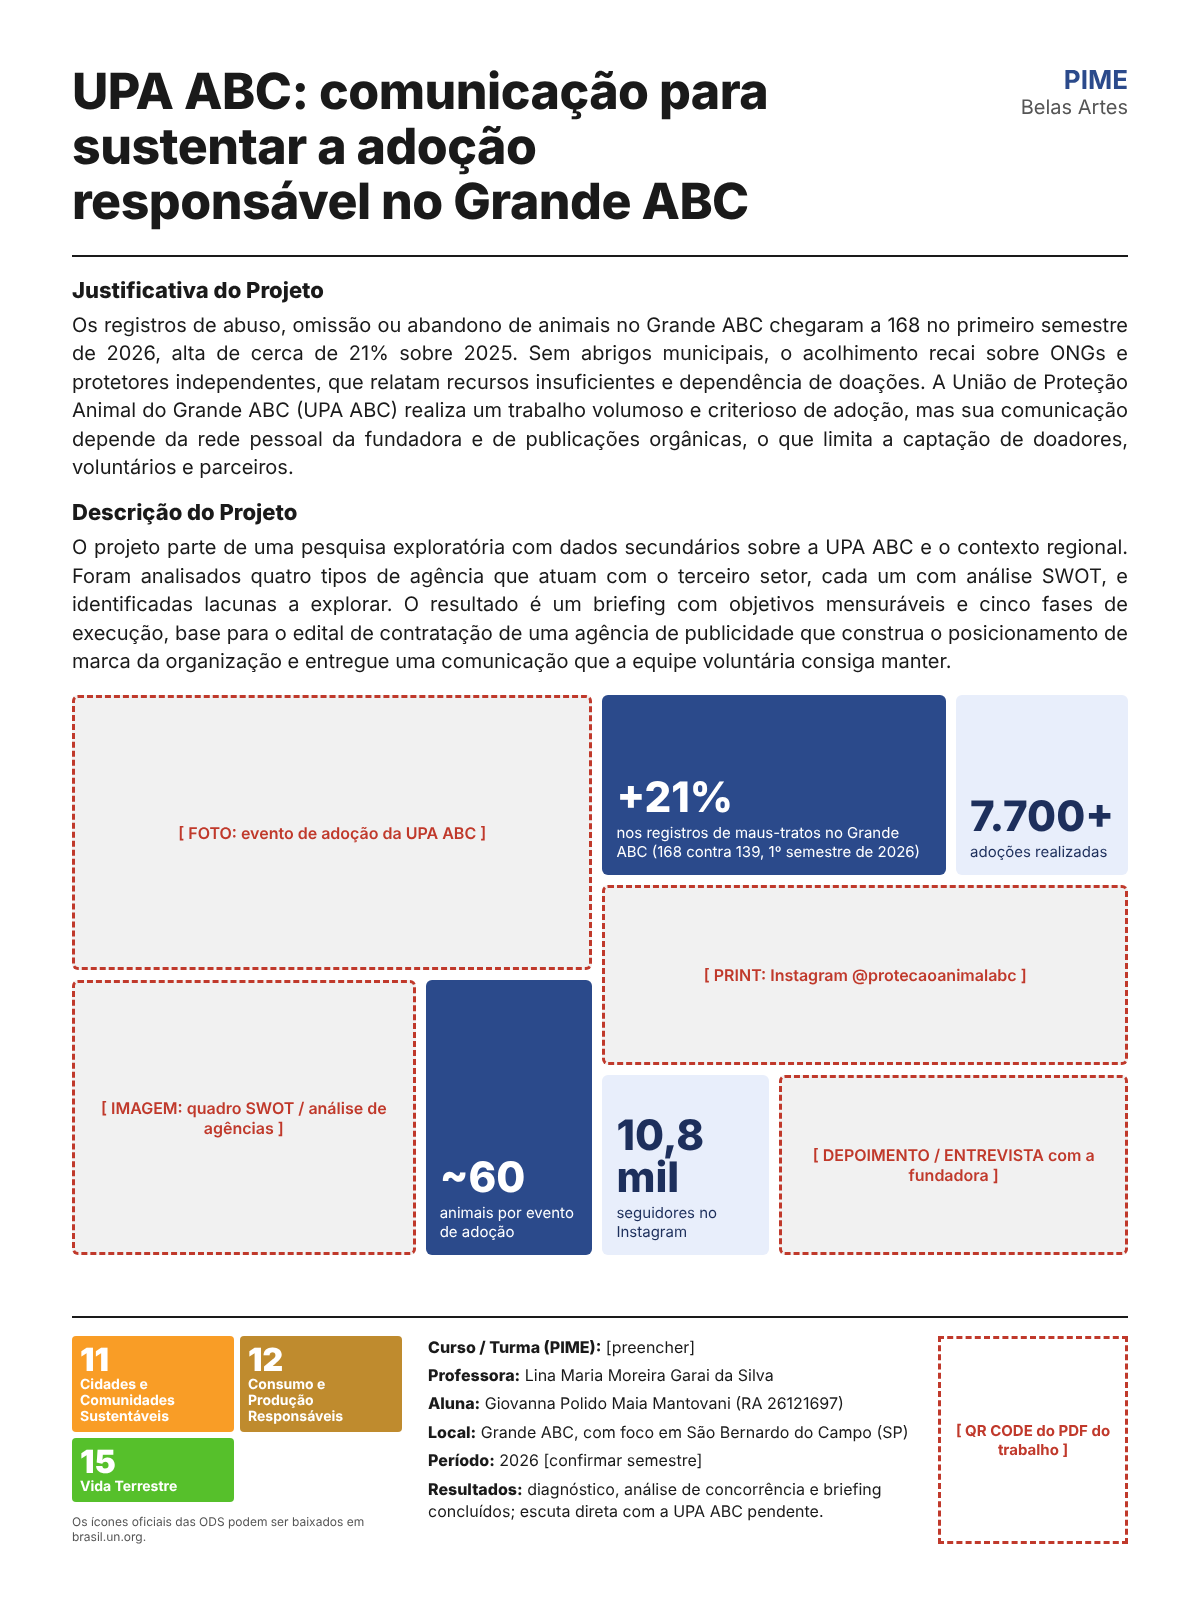 UPA ABC: comunicação para
sustentar a adoção
responsável no Grande ABC
PIME
Belas Artes
Justificativa do Projeto
Os registros de abuso, omissão ou abandono de animais no Grande ABC chegaram a 168 no primeiro semestre
de 2026, alta de cerca de 21% sobre 2025. Sem abrigos municipais, o acolhimento recai sobre ONGs e
protetores independentes, que relatam recursos insuficientes e dependência de doações. A União de Proteção
Animal do Grande ABC (UPA ABC) realiza um trabalho volumoso e criterioso de adoção, mas sua comunicação
depende da rede pessoal da fundadora e de publicações orgânicas, o que limita a captação de doadores,
voluntários e parceiros.
Descrição do Projeto
O projeto parte de uma pesquisa exploratória com dados secundários sobre a UPA ABC e o contexto regional.
Foram analisados quatro tipos de agência que atuam com o terceiro setor, cada um com análise SWOT, e
identificadas lacunas a explorar. O resultado é um briefing com objetivos mensuráveis e cinco fases de
execução, base para o edital de contratação de uma agência de publicidade que construa o posicionamento de
marca da organização e entregue uma comunicação que a equipe voluntária consiga manter.
[ FOTO: evento de adoção da UPA ABC ]
+21%
nos registros de maus-tratos no Grande
ABC (168 contra 139, 1º semestre de 2026)
7.700+
adoções realizadas
[ PRINT: Instagram @protecaoanimalabc ]
[ IMAGEM: quadro SWOT / análise de
agências ]
~60
animais por evento
de adoção
10,8
mil
seguidores no
Instagram
[ DEPOIMENTO / ENTREVISTA com a
fundadora ]
11
Cidades e
Comunidades
Sustentáveis
12
Consumo e
Produção
Responsáveis
15
Vida Terrestre
Os ícones oficiais das ODS podem ser baixados em
brasil.un.org.
Curso / Turma (PIME): [preencher]
Professora: Lina Maria Moreira Garai da Silva
Aluna: Giovanna Polido Maia Mantovani (RA 26121697)
Local: Grande ABC, com foco em São Bernardo do Campo (SP)
Período: 2026 [confirmar semestre]
Resultados: diagnóstico, análise de concorrência e briefing
concluídos; escuta direta com a UPA ABC pendente.
[ QR CODE do PDF do
trabalho ]